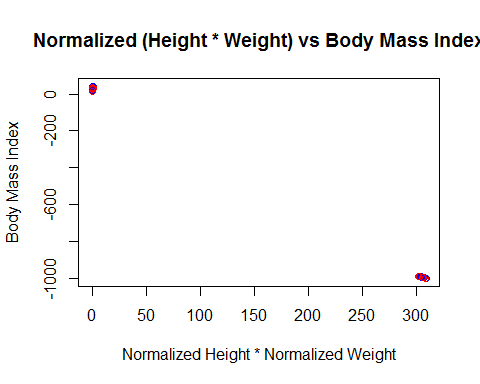 Normalized (Height * Weight) vs Body Mass Index
0
-200
-600
-1000
Body Mass Index
0 50 100 150 200 250 300
Normalized Height * Normalized Weight